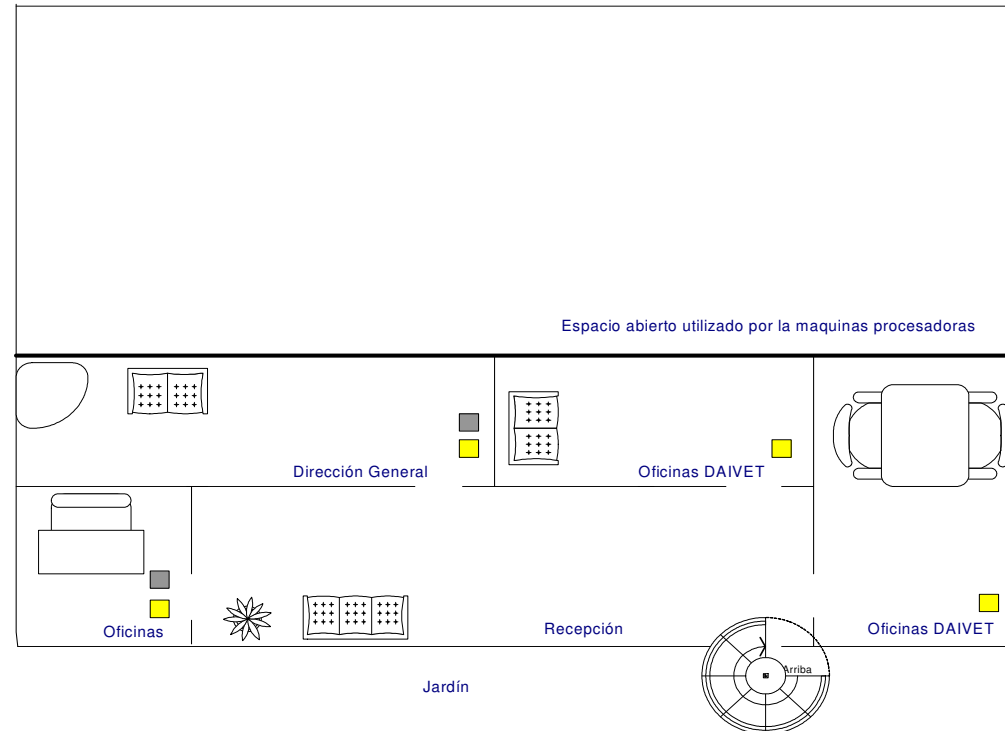 Espacio abierto utilizado por la maquinas procesadoras
Dirección General
Oficinas DAIVET
Oficinas
Recepción
Oficinas DAIVET
Arriba
Jardín